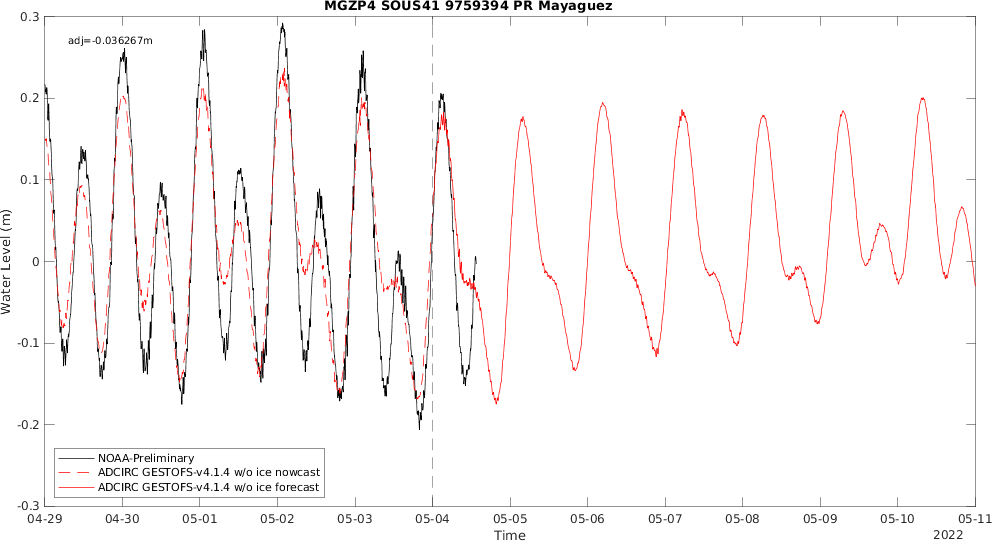 MGZP4 SOUS41 9759394 PR Mayaguez
adj=-0.036267m
0.3
0.2
0.1
0
-0.1
-0.2
-0.3
Water Level (m)
NOAA-Preliminary
ADCIRC GESTOFS-v4.1.4 w/o ice nowcast
ADCIRC GESTOFS-v4.1.4 w/o ice forecast
04-29 04-30 05-01 05-02 05-03 05-04 05-05 05-06 05-07 05-08 05-09 05-10 05-11
Time
2022